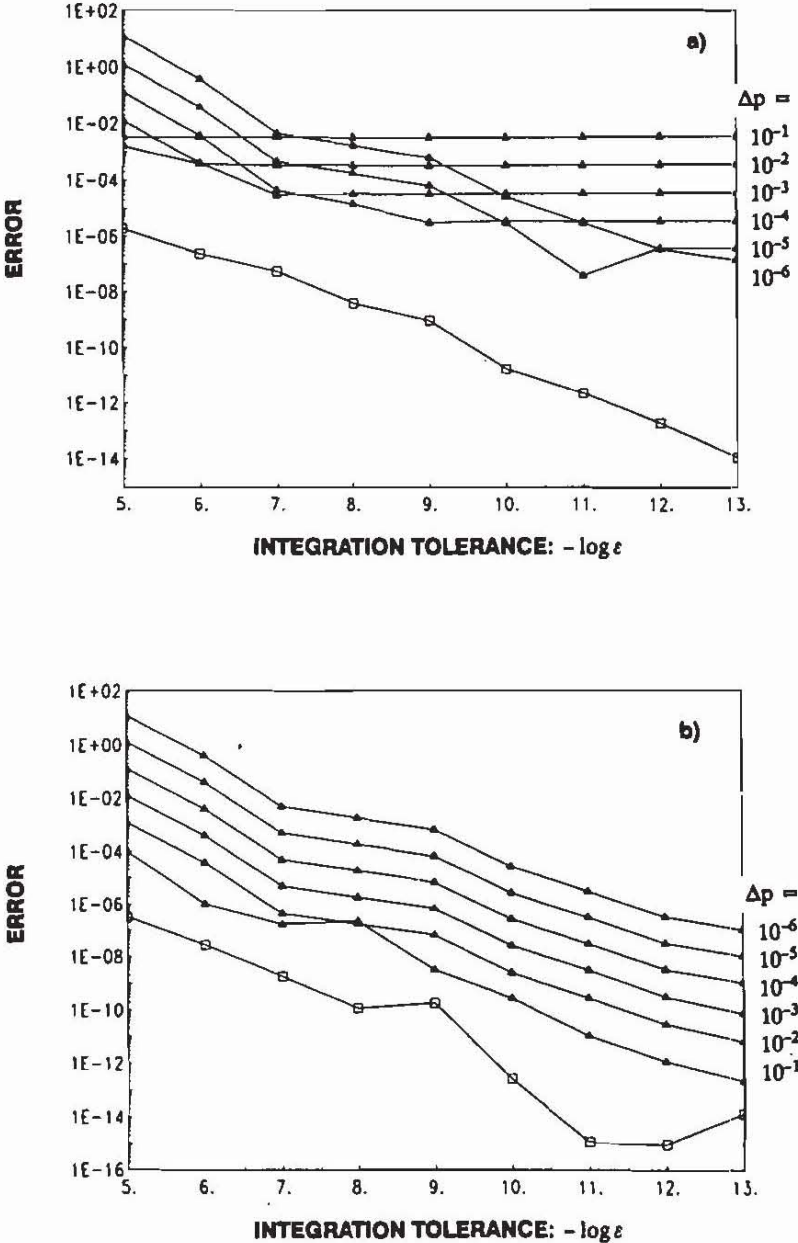 1E+02
a)
1E+00
Δp =
1E-02
10⁻¹
10⁻²
1E-04
10⁻³
10⁻⁴
1E-06
10⁻⁵
10⁻⁶
1E-08
1E-10
1E-12
1E-14
ERROR
5. 6. 7. 8. 9. 10. 11. 12. 13.
INTEGRATION TOLERANCE: -log ε
1E+02
b)
1E+00
1E-02
1E-04
1E-06
Δp =
10⁻⁶
1E-08
10⁻⁵
10⁻⁴
1E-10
10⁻³
10⁻²
1E-12
10⁻¹
1E-14
1E-16
ERROR
5. 6. 7. 8. 9. 10. 11. 12. 13.
INTEGRATION TOLERANCE: -log ε